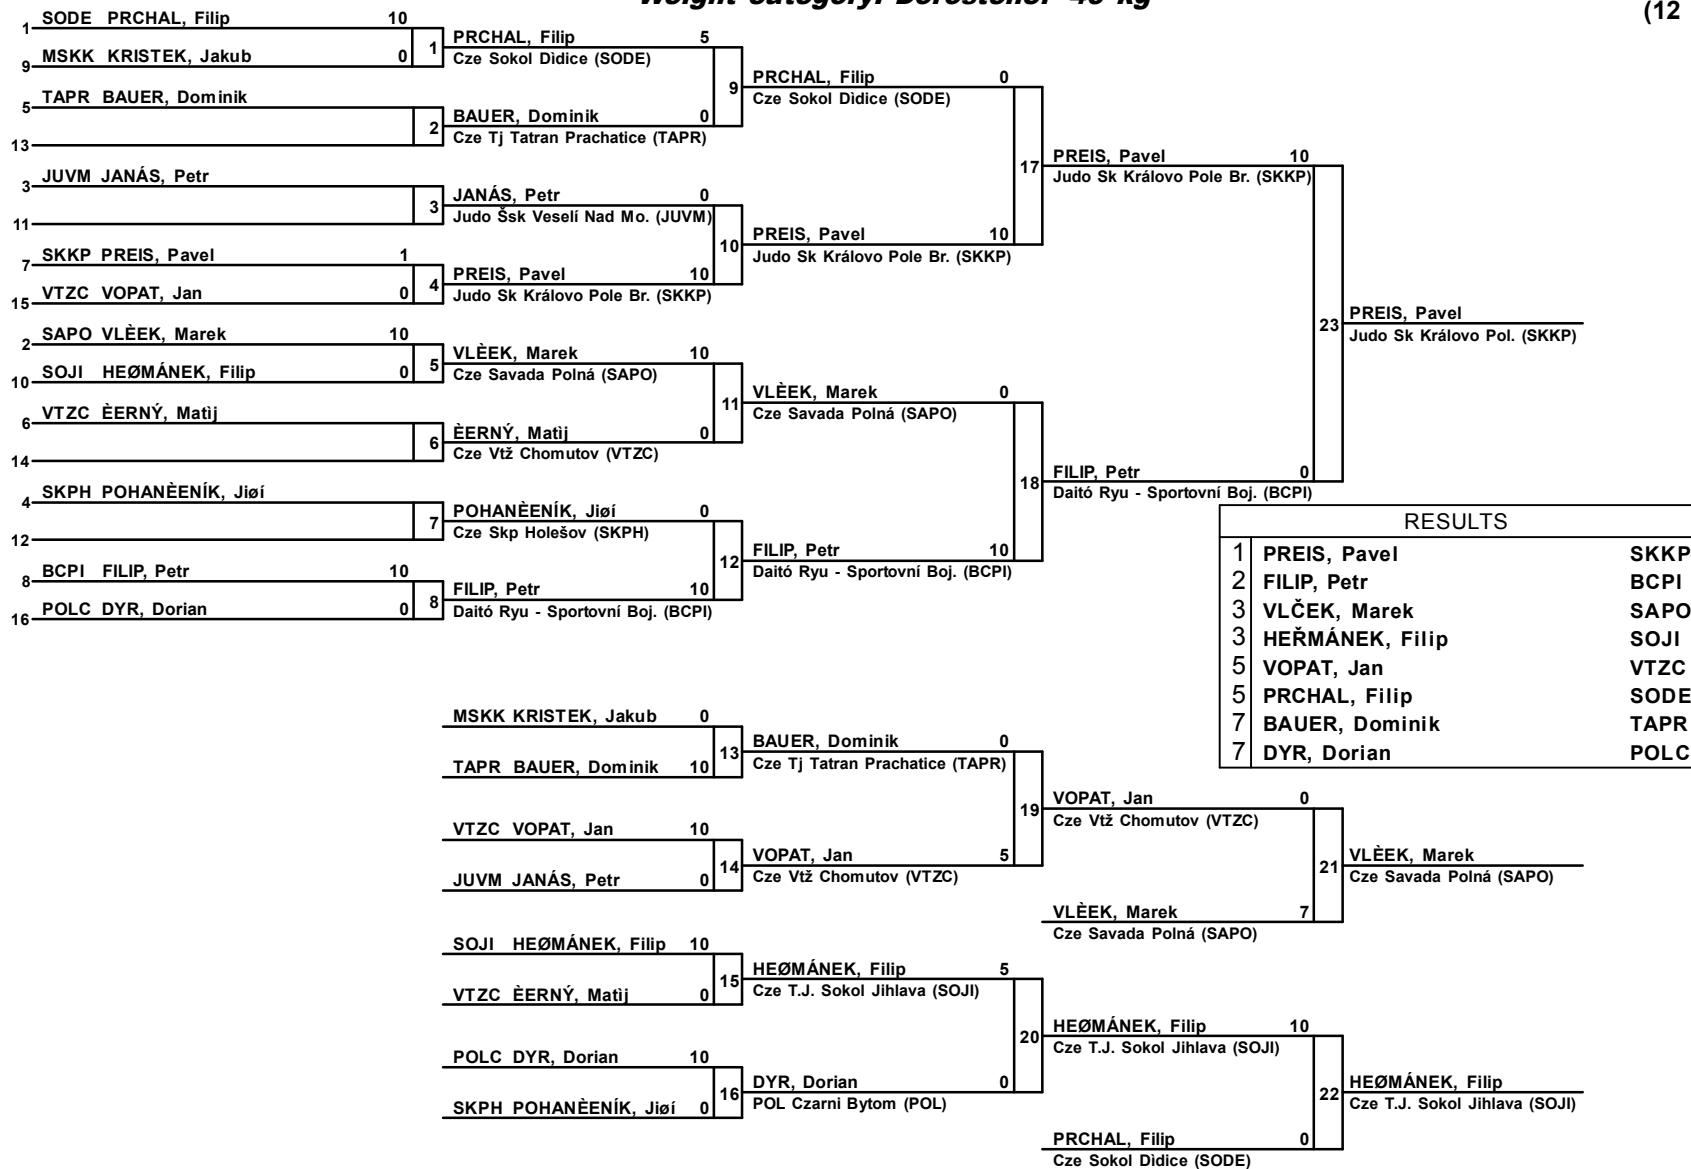 (12
1 SODE PRCHAL, Filip 10
9 MSKK KRISTEK, Jakub 0
1
5 TAPR BAUER, Dominik
13
2
3 JUVM JANÁS, Petr
11
3
7 SKKP PREIS, Pavel 1
15 VTZC VOPAT, Jan 0
4
2 SAPO VLÈEK, Marek 10
10 SOJI HEØMÁNEK, Filip 0
5
6 VTZC ÈERNÝ, Matìj
14
6
4 SKPH POHANÈENÍK, Jiøí
12
7
8 BCPI FILIP, Petr 10
16 POLC DYR, Dorian 0
8
PRCHAL, Filip 5
Cze Sokol Dìdice (SODE)
9
BAUER, Dominik 0
Cze Tj Tatran Prachatice (TAPR)
JANÁS, Petr 0
Judo Šsk Veselí Nad Mo. (JUVM)
10
PREIS, Pavel 10
Judo Sk Královo Pole Br. (SKKP)
VLÈEK, Marek 10
Cze Savada Polná (SAPO)
11
ÈERNÝ, Matìj 0
Cze Vtž Chomutov (VTZC)
POHANÈENÍK, Jiøí 0
Cze Skp Holešov (SKPH)
12
FILIP, Petr 10
Daitó Ryu - Sportovní Boj. (BCPI)
PRCHAL, Filip 0
Cze Sokol Dìdice (SODE)
17
PREIS, Pavel 10
Judo Sk Královo Pole Br. (SKKP)
VLÈEK, Marek 0
Cze Savada Polná (SAPO)
18
FILIP, Petr 10
Daitó Ryu - Sportovní Boj. (BCPI)
PREIS, Pavel 10
Judo Sk Královo Pole Br. (SKKP)
23
FILIP, Petr 0
Daitó Ryu - Sportovní Boj. (BCPI)
PREIS, Pavel
Judo Sk Královo Pol. (SKKP)
RESULTS
1 PREIS, Pavel SKKP
2 FILIP, Petr BCPI
3 VLČEK, Marek SAPO
3 HEŘMÁNEK, Filip SOJI
5 VOPAT, Jan VTZC
5 PRCHAL, Filip SODE
7 BAUER, Dominik TAPR
7 DYR, Dorian POLC
MSKK KRISTEK, Jakub 0
13
TAPR BAUER, Dominik 10
VTZC VOPAT, Jan 10
14
JUVM JANÁS, Petr 0
SOJI HEØMÁNEK, Filip 10
15
VTZC ÈERNÝ, Matìj 0
POLC DYR, Dorian 10
16
SKPH POHANÈENÍK, Jiøí 0
BAUER, Dominik 0
Cze Tj Tatran Prachatice (TAPR)
19
VOPAT, Jan 5
Cze Vtž Chomutov (VTZC)
HEØMÁNEK, Filip 5
Cze T.J. Sokol Jihlava (SOJI)
20
DYR, Dorian 0
POL Czarni Bytom (POL)
VOPAT, Jan 0
Cze Vtž Chomutov (VTZC)
21
VLÈEK, Marek 7
Cze Savada Polná (SAPO)
HEØMÁNEK, Filip 10
Cze T.J. Sokol Jihlava (SOJI)
22
PRCHAL, Filip 0
Cze Sokol Dìdice (SODE)
VLÈEK, Marek
Cze Savada Polná (SAPO)
HEØMÁNEK, Filip
Cze T.J. Sokol Jihlava (SOJI)